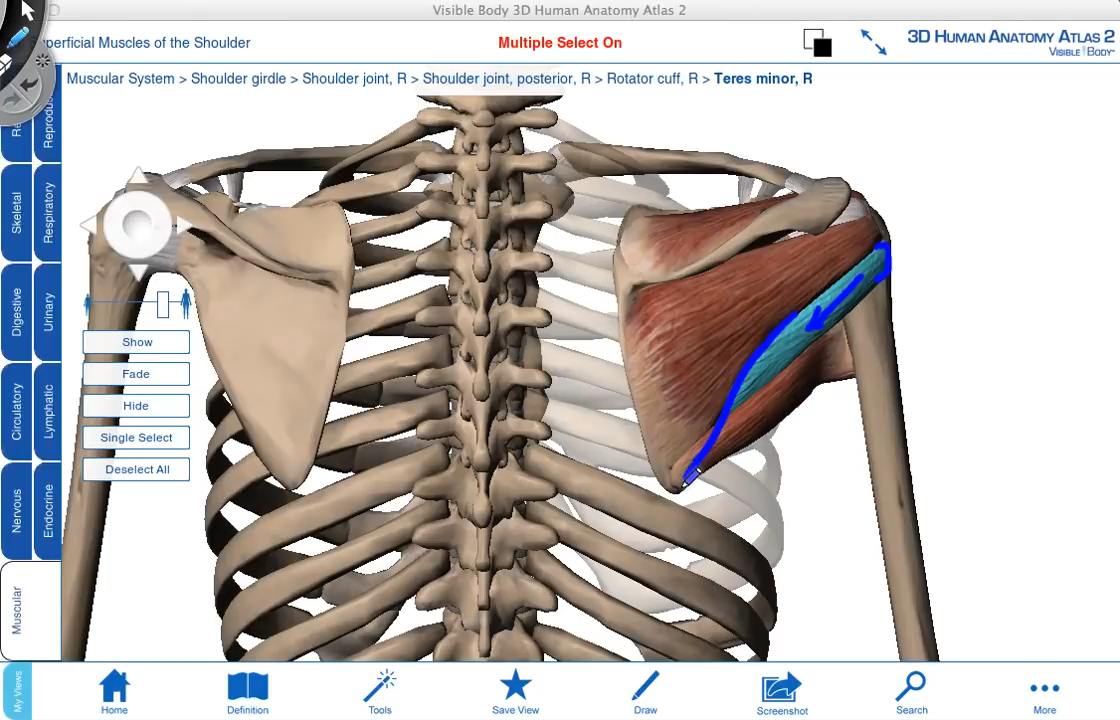 Visible Body 3D Human Anatomy Atlas 2
perficial Muscles of the Shoulder
Multiple Select On
3D HUMAN ANATOMY ATLAS 2
VISIBLE BODY
Muscular System > Shoulder girdle > Shoulder joint, R > Shoulder joint, posterior, R > Rotator cuff, R > Teres minor, R
Re
Reprodu
Skeletal
Respiratory
Digestive
Urinary
Circulatory
Lymphatic
Nervous
Endocrine
Muscular
My Views
Show
Fade
Hide
Single Select
Deselect All
Home
Definition
Tools
Save View
Draw
Screenshot
Search
More